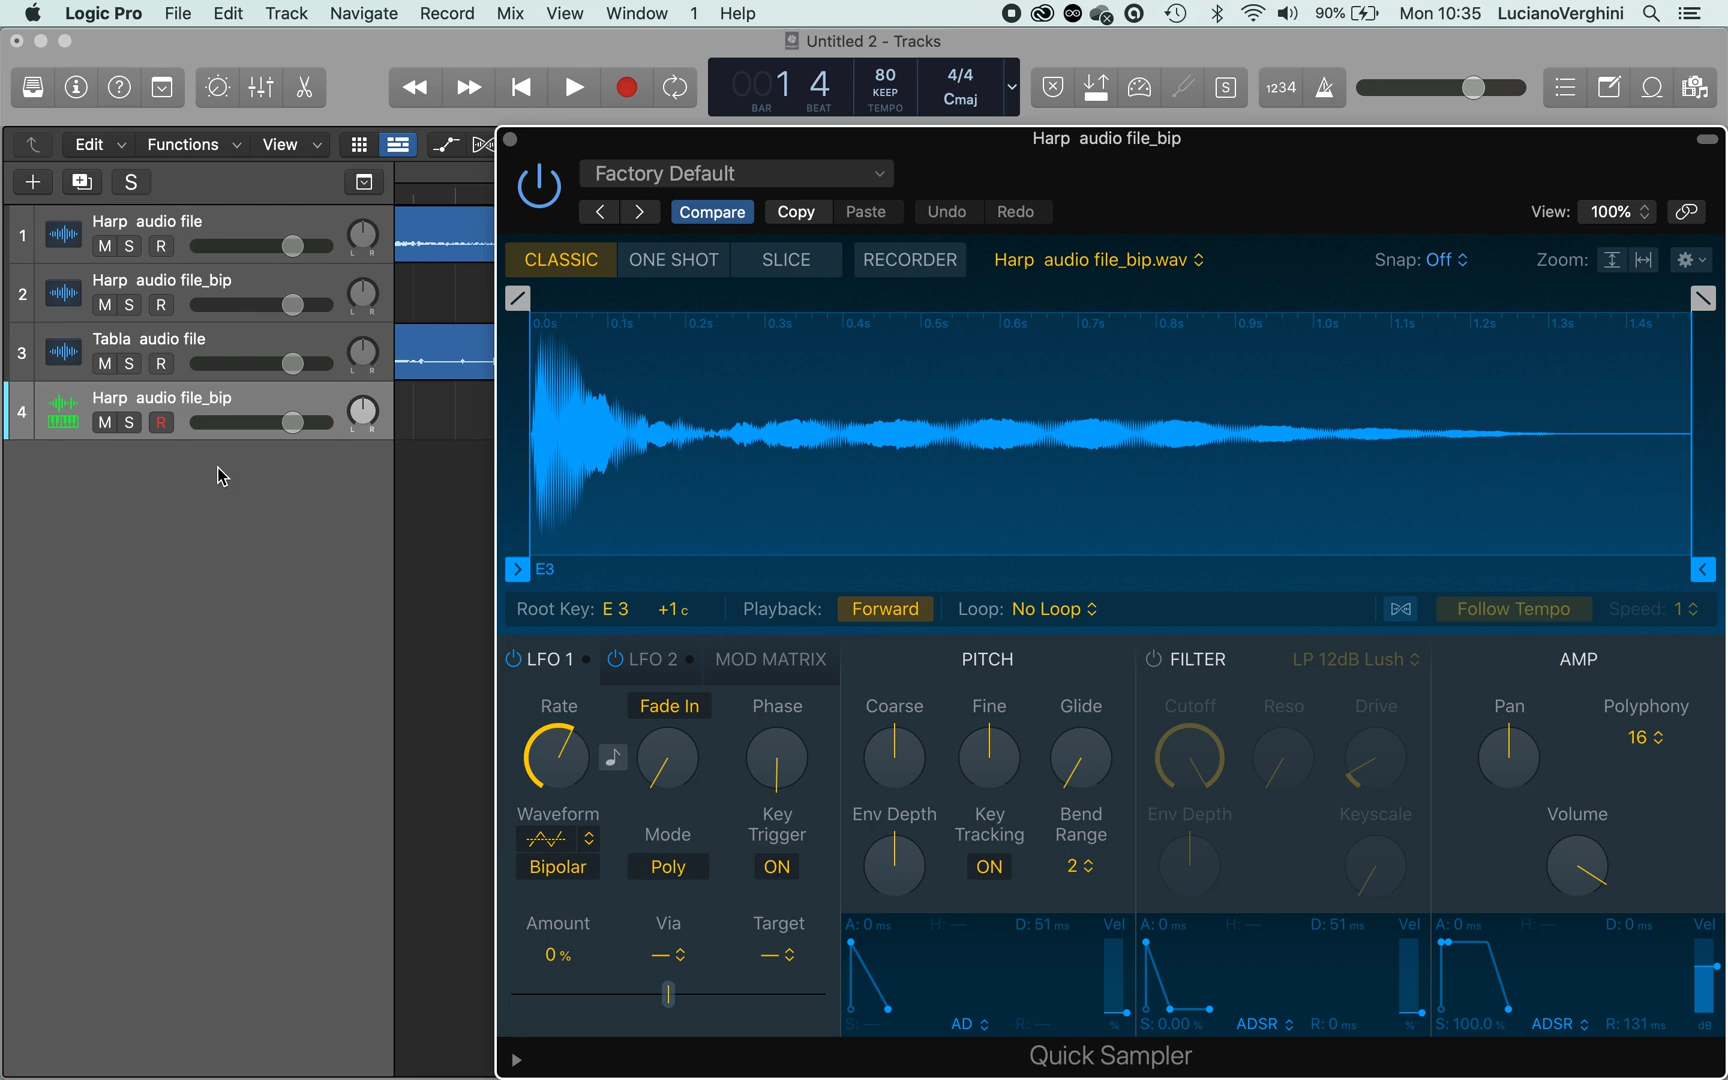 Logic Pro File Edit Track Navigate Record Mix View Window 1 Help 90% Mon 10:35 LucianoVerghini
Untitled 2 - Tracks
001 4 80 KEEP TEMPO 4/4 Cmaj
BAR BEAT
S 1234
Edit Functions View
Harp audio file_bip
Factory Default
Compare Copy Paste Undo Redo View: 100%
S
1 Harp audio file
M S R L R
2 Harp audio file_bip
M S R L R
3 Tabla audio file
M S R L R
4 Harp audio file_bip
M S R L R
CLASSIC ONE SHOT SLICE RECORDER Harp audio file_bip.wav Snap: Off Zoom:
0.0s 0.1s 0.2s 0.3s 0.4s 0.5s 0.6s 0.7s 0.8s 0.9s 1.0s 1.1s 1.2s 1.3s 1.4s
E3
Root Key: E 3 +1 c Playback: Forward Loop: No Loop Follow Tempo Speed: 1
LFO 1 LFO 2 MOD MATRIX PITCH FILTER LP 12dB Lush AMP
Rate Fade In Phase Coarse Fine Glide Cutoff Reso Drive Pan Polyphony
16
Waveform Mode Key Trigger Env Depth Key Tracking Bend Range Env Depth Keyscale Volume
Bipolar Poly ON ON 2
Amount Via Target
0 % — —
A: 0 ms H: — D: 51 ms Vel A: 0 ms H: — D: 51 ms Vel A: 0 ms H: — D: 0 ms Vel
S: — AD R: — % S: 0.00 % ADSR R: 0 ms % S: 100.0 % ADSR R: 131 ms dB
Quick Sampler